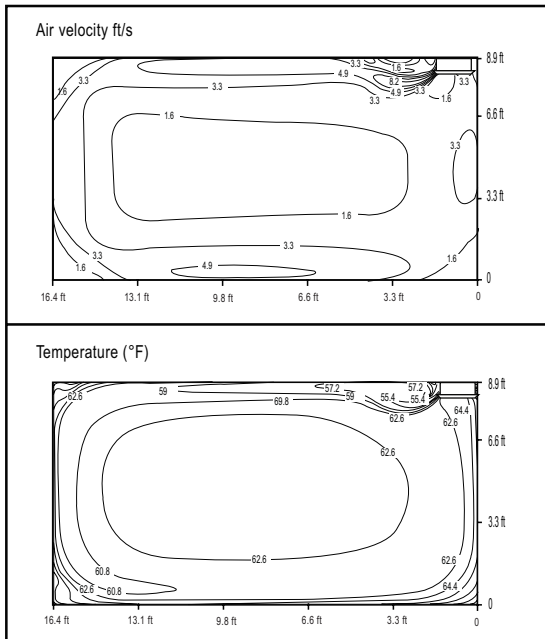 Air velocity ft/s
3.3 1.6 8.9 ft
3.3 4.9 8.2 3.3
1.6 3.3 4.9 3.3 1.6
3.3
1.6 6.6 ft
3.3
3.3 ft
1.6 1.6
3.3 3.3 1.6
1.6 4.9 0
16.4 ft 13.1 ft 9.8 ft 6.6 ft 3.3 ft 0
Temperature (°F)
57.2 57.2 8.9 ft
62.6 59 59 55.4 55.4
69.8 62.6 64.4
62.6
62.6 6.6 ft
3.3 ft
62.6 62.6
60.8
62.6 60.8 64.4
0
16.4 ft 13.1 ft 9.8 ft 6.6 ft 3.3 ft 0